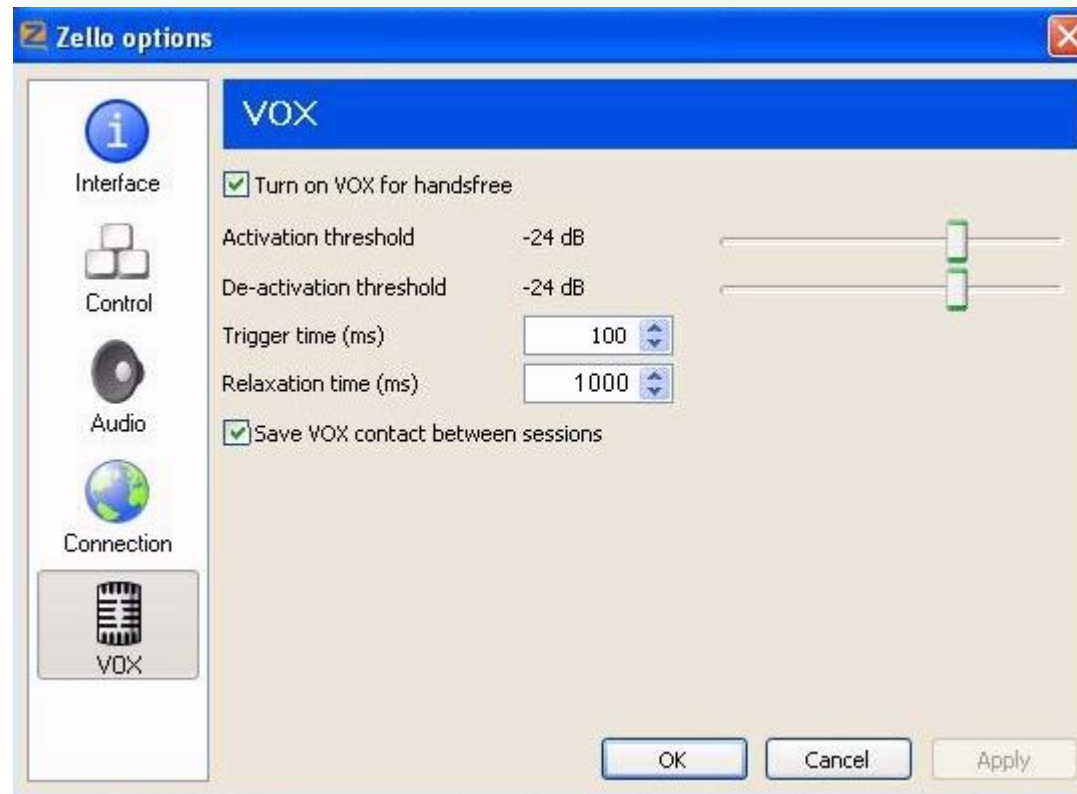 Zello options
VOX
Interface
Control
Audio
Connection
VOX
Turn on VOX for handsfree
Activation threshold -24 dB
De-activation threshold -24 dB
Trigger time (ms) 100
Relaxation time (ms) 1000
Save VOX contact between sessions
OK Cancel Apply